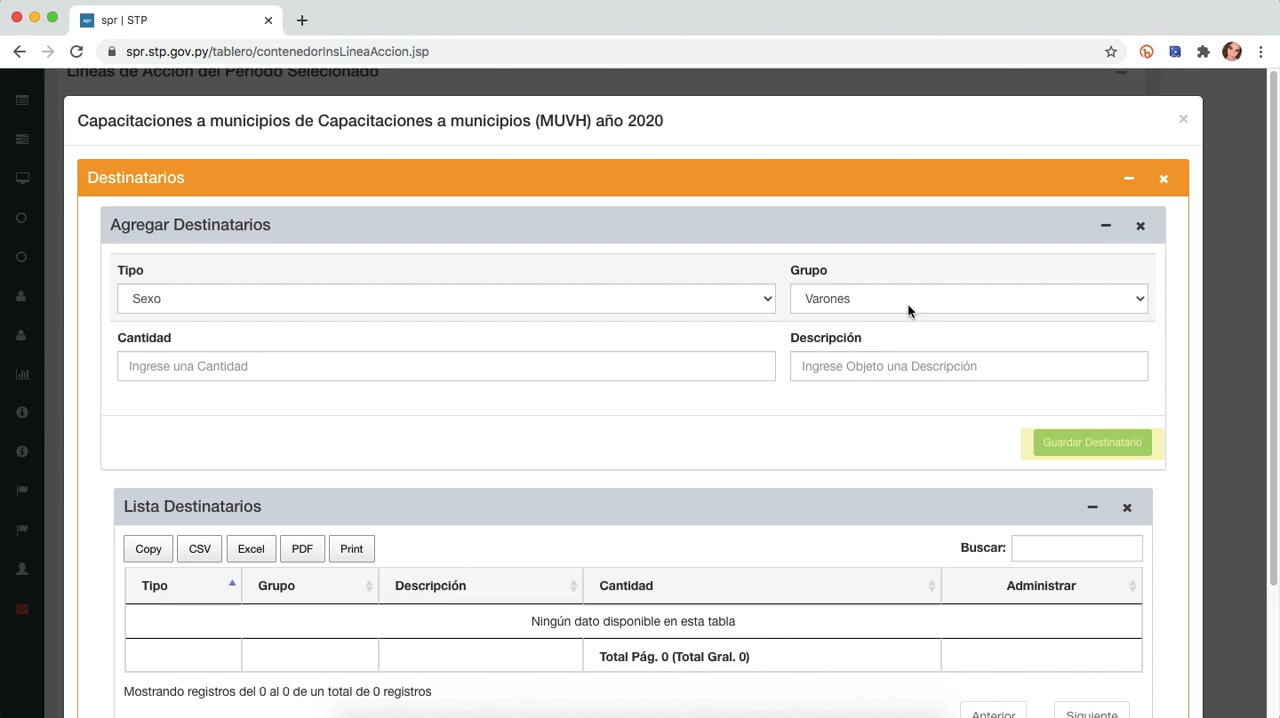 spr
spr | STP
spr.stp.gov.py/tablero/contenedorInsLineaAccion.jsp
Líneas de Acción del Periodo Selecionado
Capacitaciones a municipios de Capacitaciones a municipios (MUVH) año 2020
Destinatarios
Agregar Destinatarios
Tipo
Grupo
Sexo
Varones
Cantidad
Descripción
Ingrese una Cantidad
Ingrese Objeto una Descripción
Guardar Destinatario
Lista Destinatarios
Copy CSV Excel PDF Print
Buscar:
Tipo Grupo Descripción Cantidad Administrar
Ningún dato disponible en esta tabla
Total Pág. 0 (Total Gral. 0)
Mostrando registros del 0 al 0 de un total de 0 registros
Anterior Siguiente